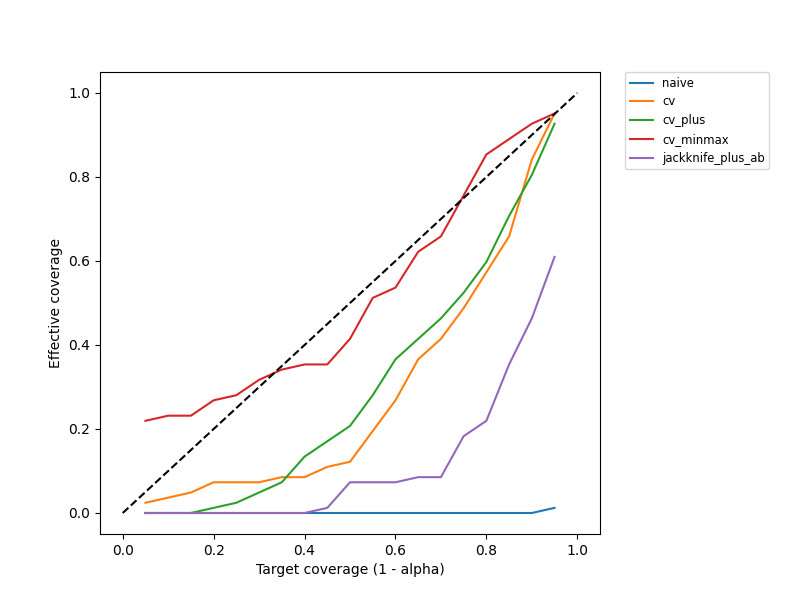 naive
cv
cv_plus
cv_minmax
jackknife_plus_ab
Effective coverage
1.0
0.8
0.6
0.4
0.2
0.0
0.0 0.2 0.4 0.6 0.8 1.0
Target coverage (1 - alpha)